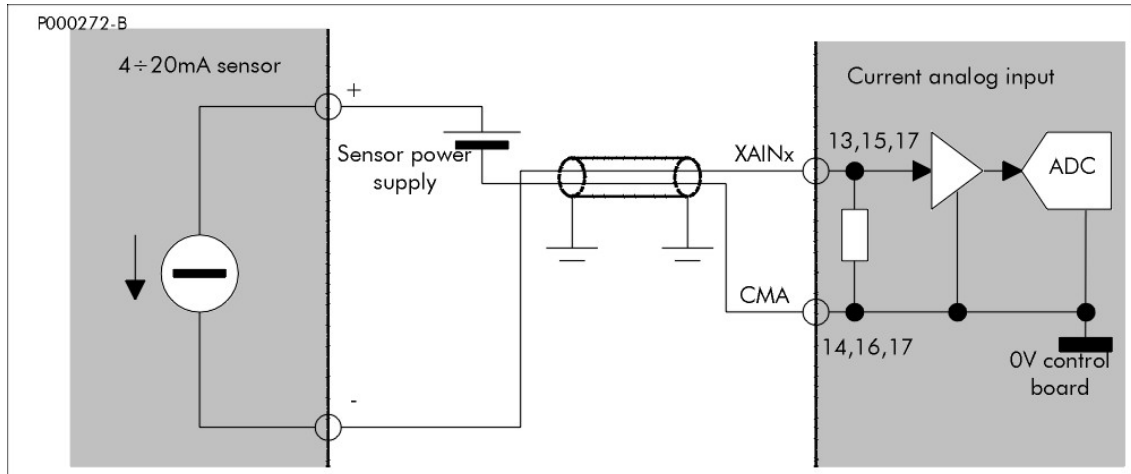 P000272-B
4÷20mA sensor
+
Sensor power
supply
-
XAINx
CMA
Current analog input
13,15,17
ADC
14,16,17
0V control
board